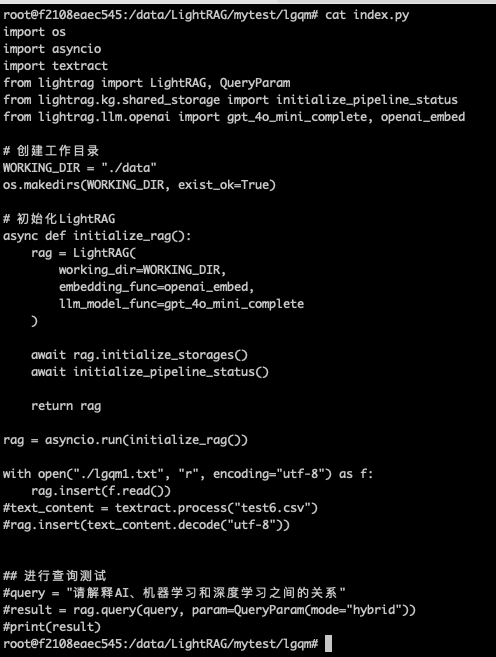 root@f2108eaec545:/data/LightRAG/mytest/lgqm# cat index.py
import os
import asyncio
import textract
from lightrag import LightRAG, QueryParam
from lightrag.kg.shared_storage import initialize_pipeline_status
from lightrag.llm.openai import gpt_4o_mini_complete, openai_embed

# 创建工作目录
WORKING_DIR = "./data"
os.makedirs(WORKING_DIR, exist_ok=True)

# 初始化LightRAG
async def initialize_rag():
    rag = LightRAG(
        working_dir=WORKING_DIR,
        embedding_func=openai_embed,
        llm_model_func=gpt_4o_mini_complete
    )

    await rag.initialize_storages()
    await initialize_pipeline_status()

    return rag

rag = asyncio.run(initialize_rag())

with open("./lgqm1.txt", "r", encoding="utf-8") as f:
    rag.insert(f.read())
#text_content = textract.process("test6.csv")
#rag.insert(text_content.decode("utf-8"))


## 进行查询测试
#query = "请解释AI、机器学习和深度学习之间的关系"
#result = rag.query(query, param=QueryParam(mode="hybrid"))
#print(result)
root@f2108eaec545:/data/LightRAG/mytest/lgqm#